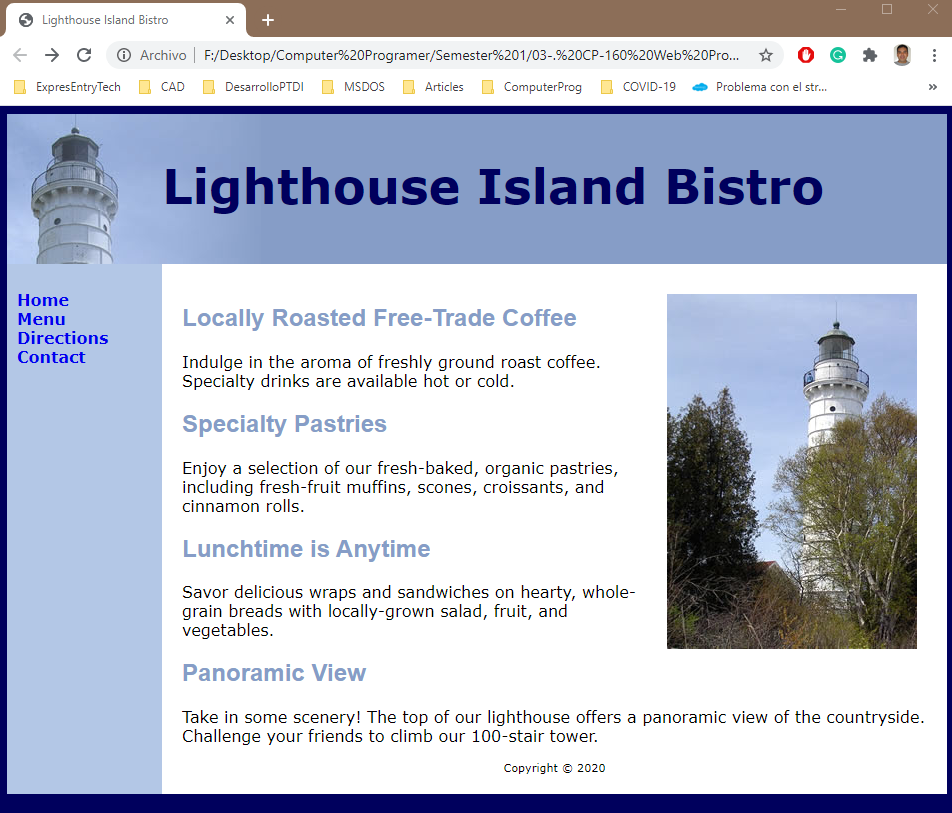 Lighthouse Island Bistro
Archivo | F:/Desktop/Computer%20Programer/Semester%201/03-.%20CP-160%20Web%20Pro...
ExpresEntryTech CAD DesarrolloPTDI MSDOS Articles ComputerProg COVID-19 Problema con el str...
Lighthouse Island Bistro
Home
Menu
Directions
Contact
Locally Roasted Free-Trade Coffee
Indulge in the aroma of freshly ground roast coffee.
Specialty drinks are available hot or cold.
Specialty Pastries
Enjoy a selection of our fresh-baked, organic pastries,
including fresh-fruit muffins, scones, croissants, and
cinnamon rolls.
Lunchtime is Anytime
Savor delicious wraps and sandwiches on hearty, whole-
grain breads with locally-grown salad, fruit, and
vegetables.
Panoramic View
Take in some scenery! The top of our lighthouse offers a panoramic view of the countryside.
Challenge your friends to climb our 100-stair tower.
Copyright © 2020